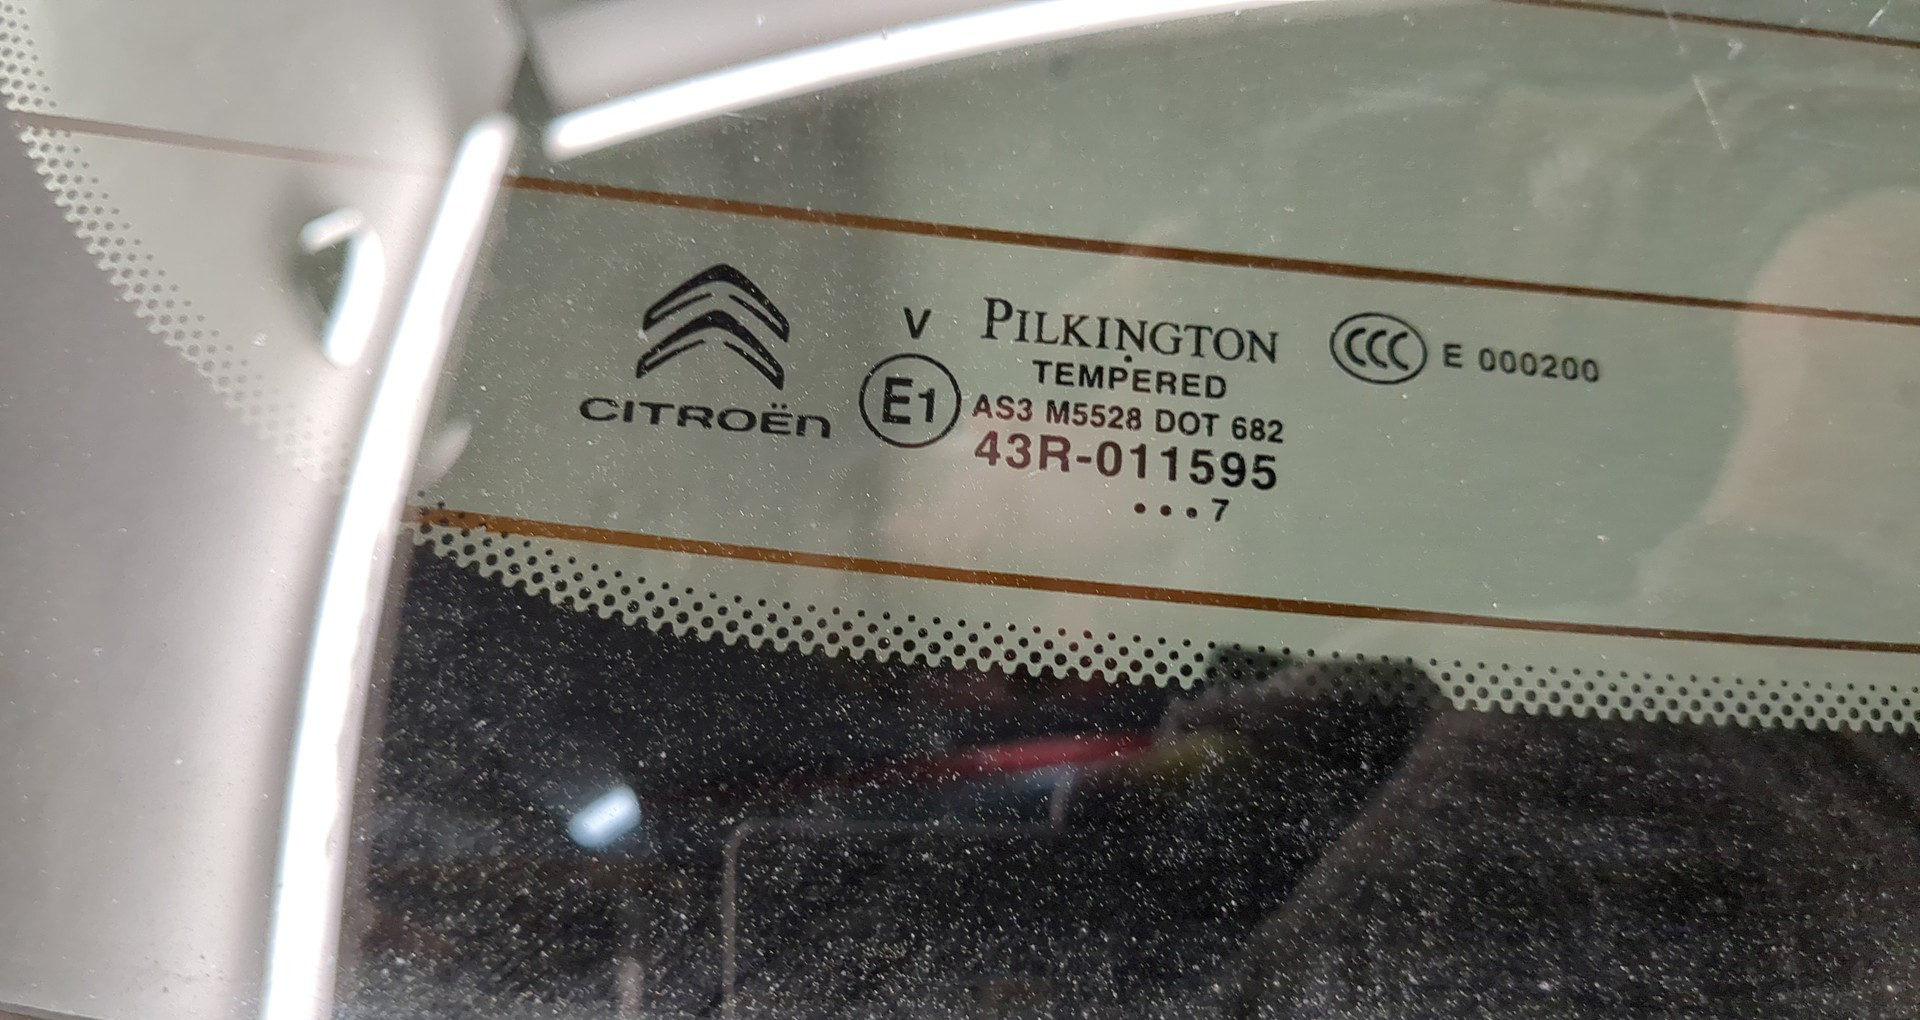 CITROËN
V PILKINGTON
TEMPERED
E1 AS3 M5528 DOT 682
43R-011595
•••7
CCC E 000200